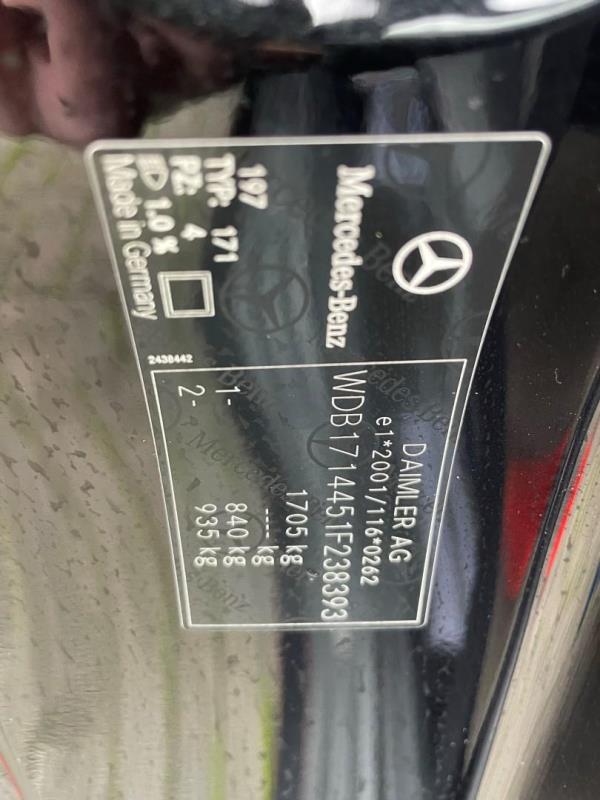 Mercedes-Benz
197
TYP: 171
PZ: 4
1.0 %
Made in Germany
2438442
DAIMLER AG
e1*2001/116*0262
WDB1714451F238393
1705 kg
---- kg
1- 840 kg
2- 935 kg